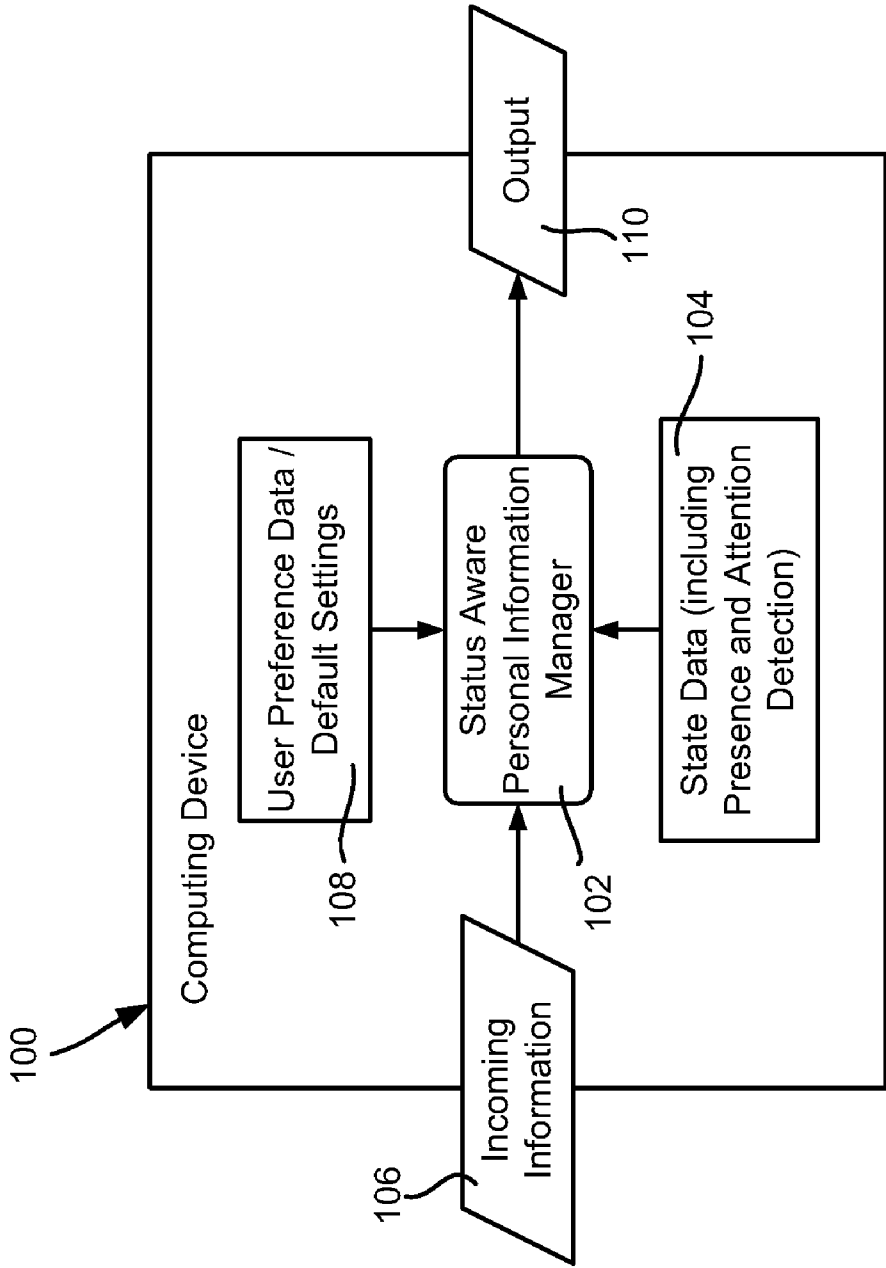 100
Computing Device
User Preference Data /
Default Settings
108
Incoming
Information
106
Status Aware
Personal Information
Manager
102
Output
110
State Data (including
Presence and Attention
Detection)
104